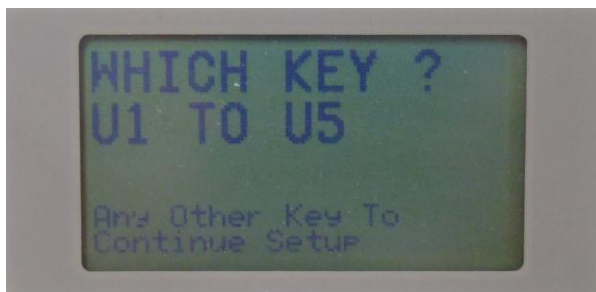 WHICH KEY ?
U1 TO U5
Any Other Key To
Continue Setup